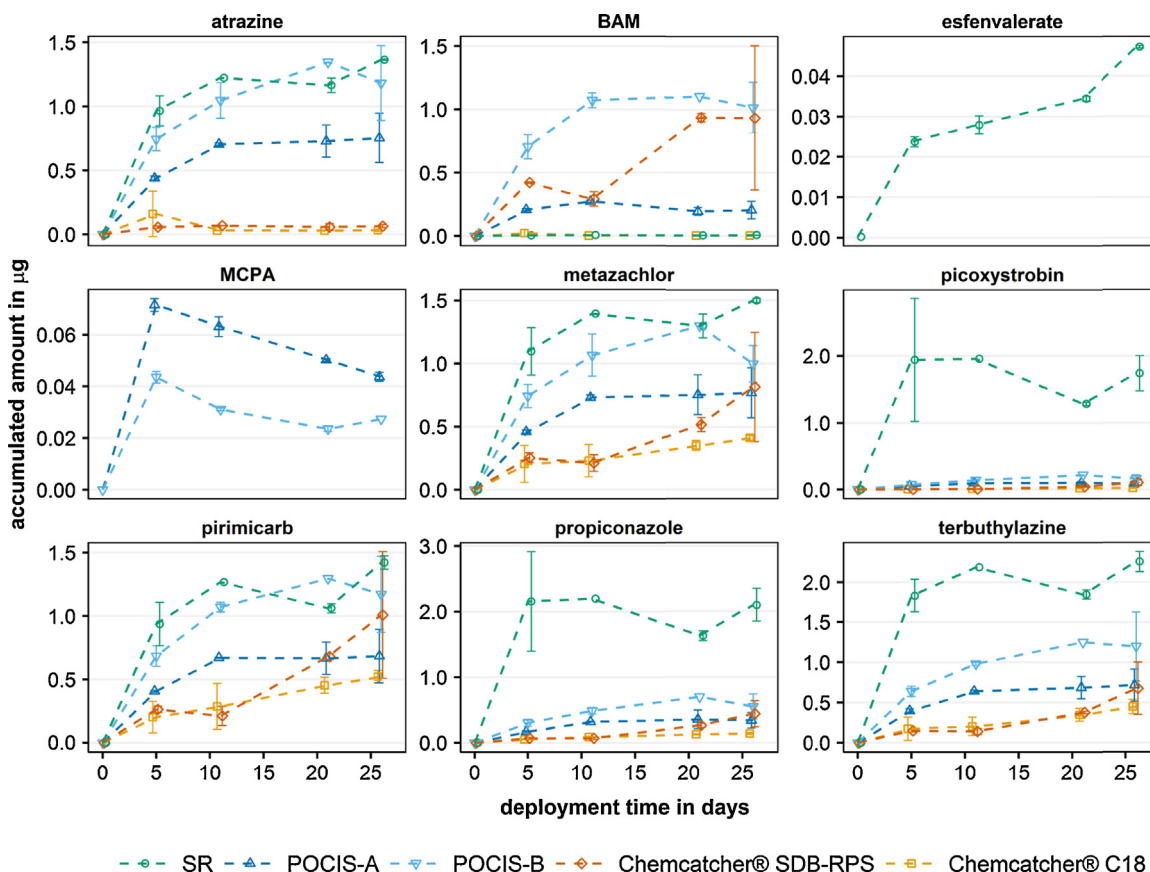 atrazine BAM esfenvalerate
1.5 1.5
0.04
1.0 1.0
0.03
0.02
0.5 0.5
0.01
0.0 0.0 0.00
MCPA metazachlor picoxystrobin
1.5
0.06
2.0
1.0
0.04
1.0
0.02 0.5
0.00 0.0 0.0
pirimicarb propiconazole terbuthylazine
3.0
1.5
2.0
2.0
1.0 1.5
1.0
1.0
0.5
0.5
0.0 0.0 0.0
0 5 10 15 20 25 0 5 10 15 20 25 0 5 10 15 20 25
accumulated amount in µg
deployment time in days
SR POCIS-A POCIS-B Chemcatcher® SDB-RPS Chemcatcher® C18